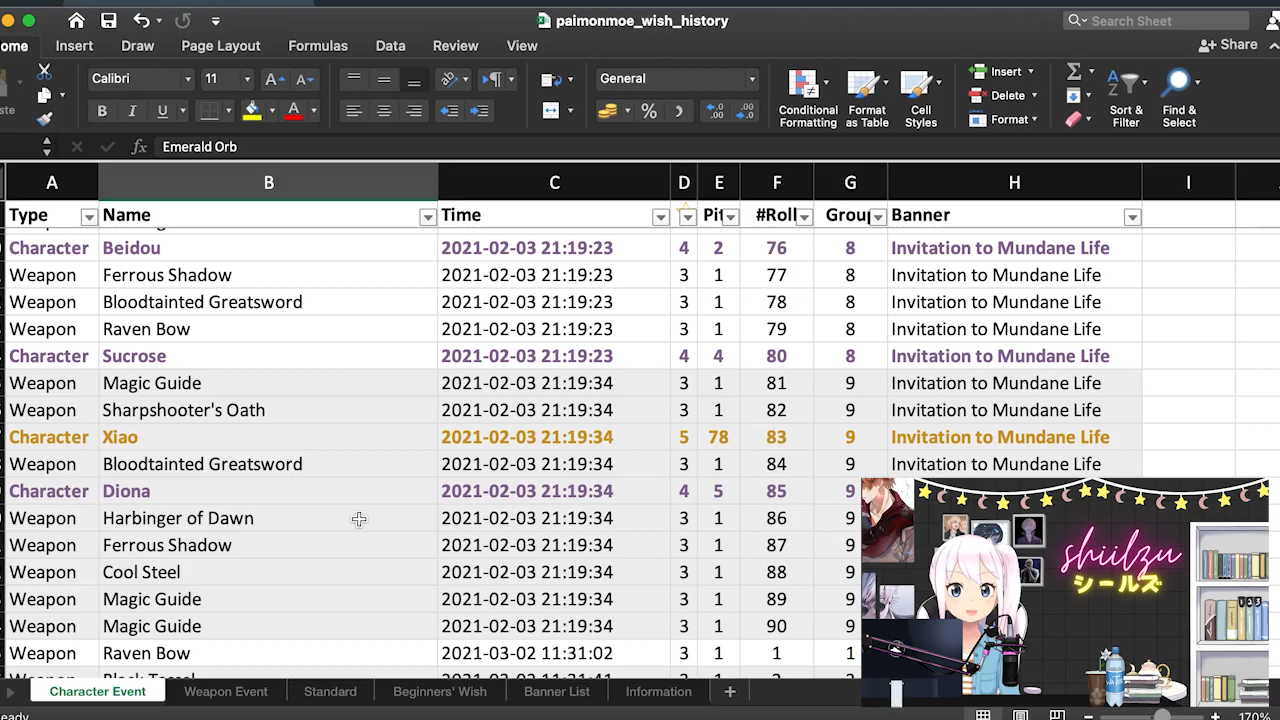 paimonmoe_wish_history
Search Sheet
ome Insert Draw Page Layout Formulas Data Review View Share
ste Calibri 11 General Conditional Formatting Format as Table Cell Styles Insert Delete Format Sort & Filter Find & Select
B I U A %
fx Emerald Orb
A B C D E F G H I
Type Name Time Pit #Roll Group Banner
Character Beidou 2021-02-03 21:19:23 4 2 76 8 Invitation to Mundane Life
Weapon Ferrous Shadow 2021-02-03 21:19:23 3 1 77 8 Invitation to Mundane Life
Weapon Bloodtainted Greatsword 2021-02-03 21:19:23 3 1 78 8 Invitation to Mundane Life
Weapon Raven Bow 2021-02-03 21:19:23 3 1 79 8 Invitation to Mundane Life
Character Sucrose 2021-02-03 21:19:23 4 4 80 8 Invitation to Mundane Life
Weapon Magic Guide 2021-02-03 21:19:34 3 1 81 9 Invitation to Mundane Life
Weapon Sharpshooter's Oath 2021-02-03 21:19:34 3 1 82 9 Invitation to Mundane Life
Character Xiao 2021-02-03 21:19:34 5 78 83 9 Invitation to Mundane Life
Weapon Bloodtainted Greatsword 2021-02-03 21:19:34 3 1 84 9 Invitation to Mundane Life
Character Diona 2021-02-03 21:19:34 4 5 85 9
Weapon Harbinger of Dawn 2021-02-03 21:19:34 3 1 86 9
Weapon Ferrous Shadow 2021-02-03 21:19:34 3 1 87 9
Weapon Cool Steel 2021-02-03 21:19:34 3 1 88 9
Weapon Magic Guide 2021-02-03 21:19:34 3 1 89 9
Weapon Magic Guide 2021-02-03 21:19:34 3 1 90 9
Weapon Raven Bow 2021-03-02 11:31:02 3 1 1 1
shiilzu
シールズ
Character Event Weapon Event Standard Beginners' Wish Banner List Information
eady 170%